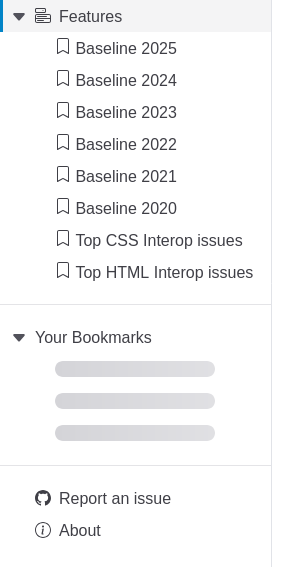 Features
Baseline 2025
Baseline 2024
Baseline 2023
Baseline 2022
Baseline 2021
Baseline 2020
Top CSS Interop issues
Top HTML Interop issues
Your Bookmarks
Report an issue
About